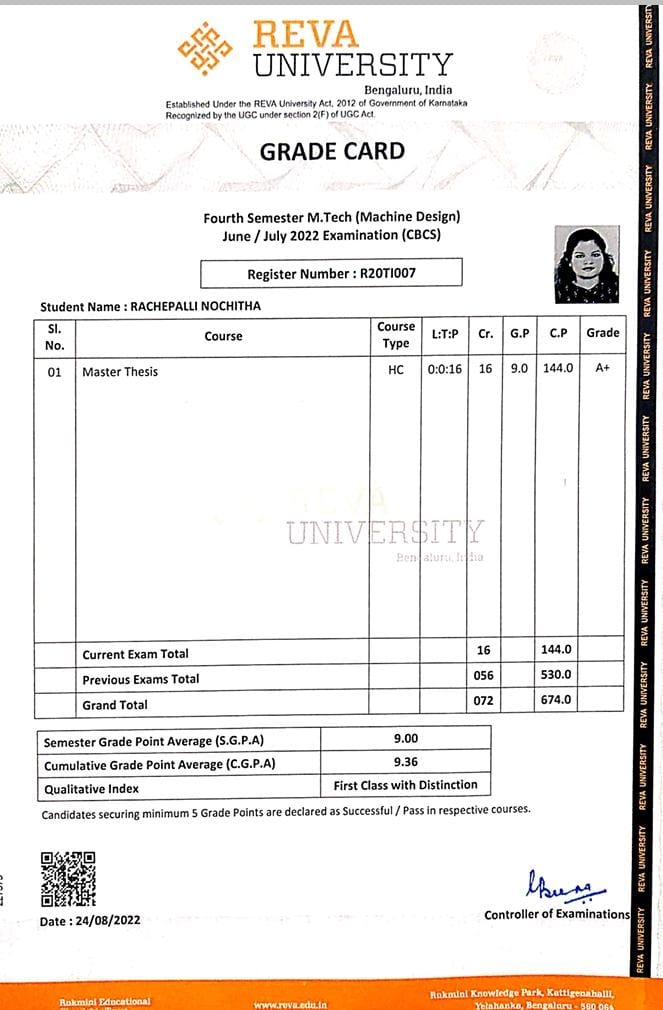 REVA
UNIVERSITY
Bengaluru, India
Established Under the REVA University Act, 2012 of Government of Karnataka
Recognized by the UGC under section 2(F) of UGC Act.
GRADE CARD
Fourth Semester M.Tech (Machine Design)
June / July 2022 Examination (CBCS)
Register Number : R20TI007
Student Name : RACHEPALLI NOCHITHA
Sl. No. Course Course Type L:T:P Cr. G.P C.P Grade
01 Master Thesis HC 0:0:16 16 9.0 144.0 A+
REVA
UNIVERSITY
Bengaluru, India
Current Exam Total 16 144.0
Previous Exams Total 056 530.0
Grand Total 072 674.0
Semester Grade Point Average (S.G.P.A) 9.00
Cumulative Grade Point Average (C.G.P.A) 9.36
Qualitative Index First Class with Distinction
Candidates securing minimum 5 Grade Points are declared as Successful / Pass in respective courses.
Date : 24/08/2022
Controller of Examinations
REVA UNIVERSITY REVA UNIVERSITY REVA UNIVERSITY REVA UNIVERSITY REVA UNIVERSITY REVA UNIVERSITY REVA UNIVERSITY REVA UNIVERSITY REVA UNIVERSITY REVA UNIVERSITY REVA UNIVERSITY REVA UNIVERSITY
Rukmini Educational
www.reva.edu.in
Rukmini Knowledge Park, Kattigenahalli,
Yelahanka, Bengaluru - 560 064